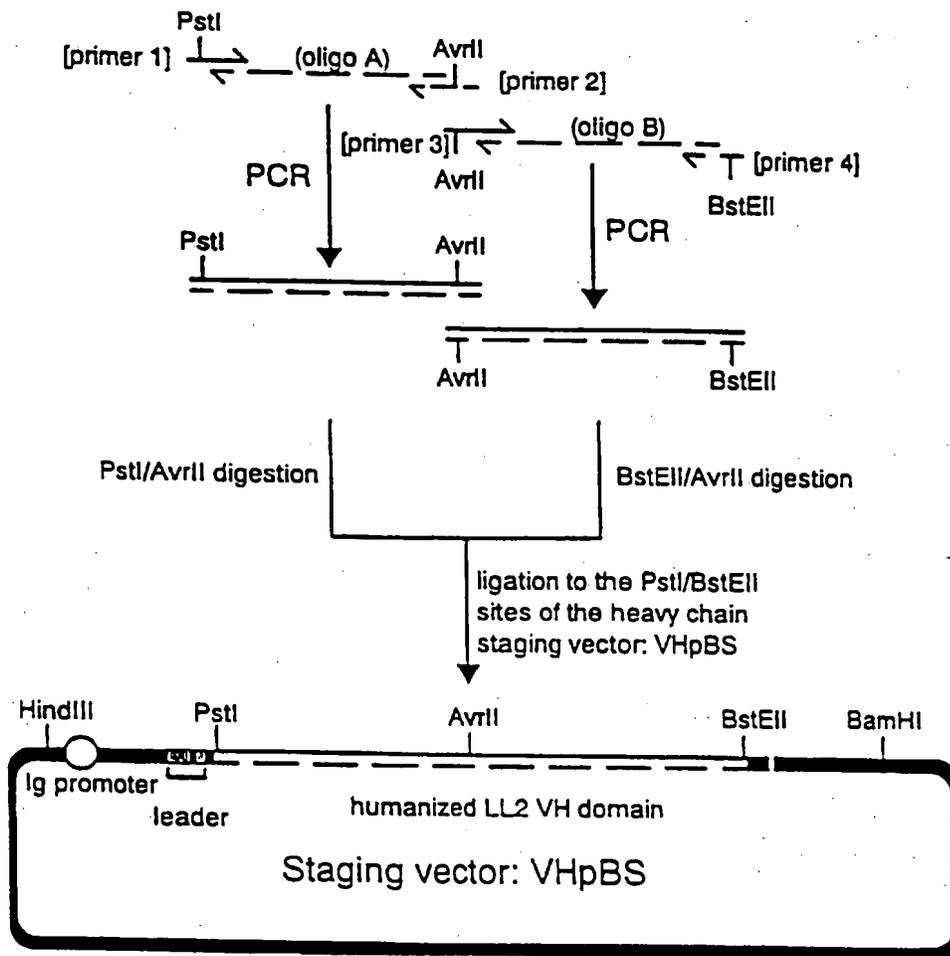 PstI
[primer 1]
(oligo A)
AvrII
[primer 2]
[primer 3]
(oligo B)
[primer 4]
PCR
AvrII
BstEII
PCR
PstI
AvrII
AvrII
BstEII
PstI/AvrII digestion
BstEII/AvrII digestion
ligation to the PstI/BstEII
sites of the heavy chain
staging vector: VHpBS
HindIII
PstI
AvrII
BstEII
BamHI
Ig promoter
leader
humanized LL2 VH domain
Staging vector: VHpBS